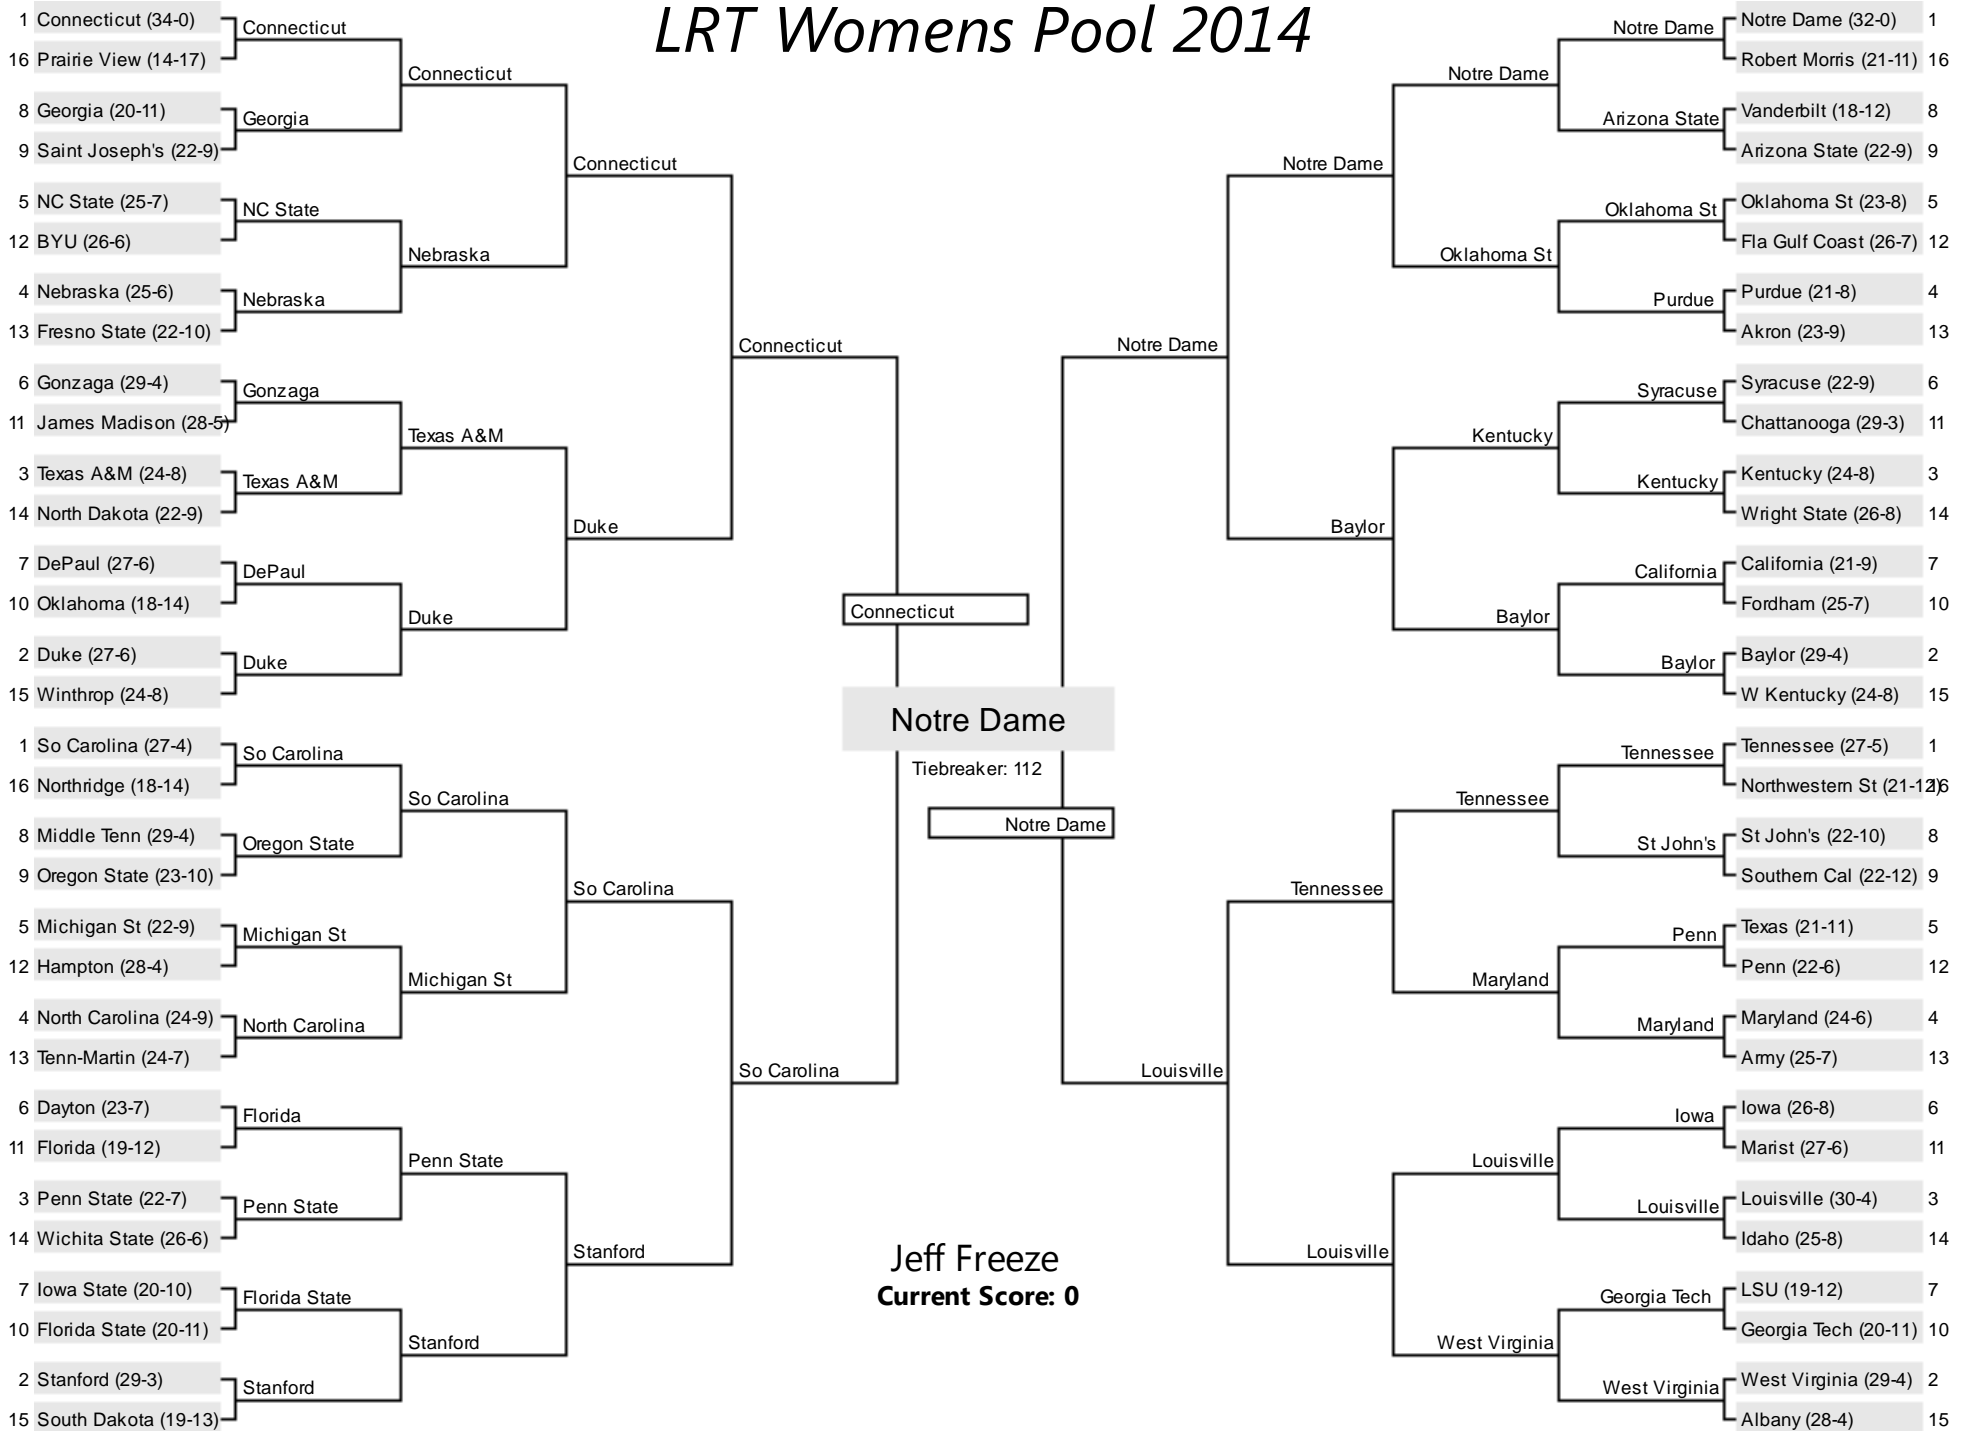 LRT Womens Pool 2014
1 Connecticut (34-0)
16 Prairie View (14-17)
8 Georgia (20-11)
9 Saint Joseph's (22-9)
5 NC State (25-7)
12 BYU (26-6)
4 Nebraska (25-6)
13 Fresno State (22-10)
6 Gonzaga (29-4)
11 James Madison (28-5)
3 Texas A&M (24-8)
14 North Dakota (22-9)
7 DePaul (27-6)
10 Oklahoma (18-14)
2 Duke (27-6)
15 Winthrop (24-8)
1 So Carolina (27-4)
16 Northridge (18-14)
8 Middle Tenn (29-4)
9 Oregon State (23-10)
5 Michigan St (22-9)
12 Hampton (28-4)
4 North Carolina (24-9)
13 Tenn-Martin (24-7)
6 Dayton (23-7)
11 Florida (19-12)
3 Penn State (22-7)
14 Wichita State (26-6)
7 Iowa State (20-10)
10 Florida State (20-11)
2 Stanford (29-3)
15 South Dakota (19-13)
Connecticut
Georgia
NC State
Nebraska
Gonzaga
Texas A&M
DePaul
Duke
So Carolina
Oregon State
Michigan St
North Carolina
Florida
Penn State
Florida State
Stanford
Connecticut
Nebraska
Texas A&M
Duke
So Carolina
Michigan St
Penn State
Stanford
Connecticut
Duke
So Carolina
Stanford
Connecticut
So Carolina
Connecticut
Notre Dame
Tiebreaker: 112
Notre Dame
Jeff Freeze
Current Score: 0
Notre Dame
Louisville
Notre Dame
Baylor
Tennessee
Louisville
Notre Dame
Oklahoma St
Kentucky
Baylor
Tennessee
Maryland
Louisville
West Virginia
Notre Dame
Arizona State
Oklahoma St
Purdue
Syracuse
Kentucky
California
Baylor
Tennessee
St John's
Penn
Maryland
Iowa
Louisville
Georgia Tech
West Virginia
Notre Dame (32-0) 1
Robert Morris (21-11) 16
Vanderbilt (18-12) 8
Arizona State (22-9) 9
Oklahoma St (23-8) 5
Fla Gulf Coast (26-7) 12
Purdue (21-8) 4
Akron (23-9) 13
Syracuse (22-9) 6
Chattanooga (29-3) 11
Kentucky (24-8) 3
Wright State (26-8) 14
California (21-9) 7
Fordham (25-7) 10
Baylor (29-4) 2
W Kentucky (24-8) 15
Tennessee (27-5) 1
Northwestern St (21-12) 16
St John's (22-10) 8
Southern Cal (22-12) 9
Texas (21-11) 5
Penn (22-6) 12
Maryland (24-6) 4
Army (25-7) 13
Iowa (26-8) 6
Marist (27-6) 11
Louisville (30-4) 3
Idaho (25-8) 14
LSU (19-12) 7
Georgia Tech (20-11) 10
West Virginia (29-4) 2
Albany (28-4) 15